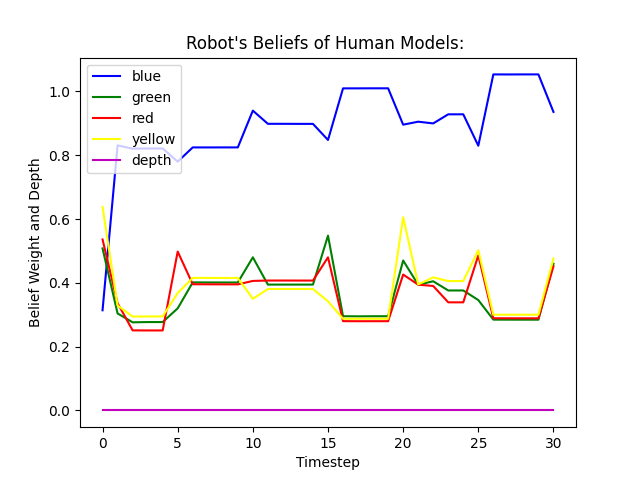 Robot's Beliefs of Human Models:
blue
green
red
yellow
depth
Belief Weight and Depth
1.0
0.8
0.6
0.4
0.2
0.0
0 5 10 15 20 25 30
Timestep